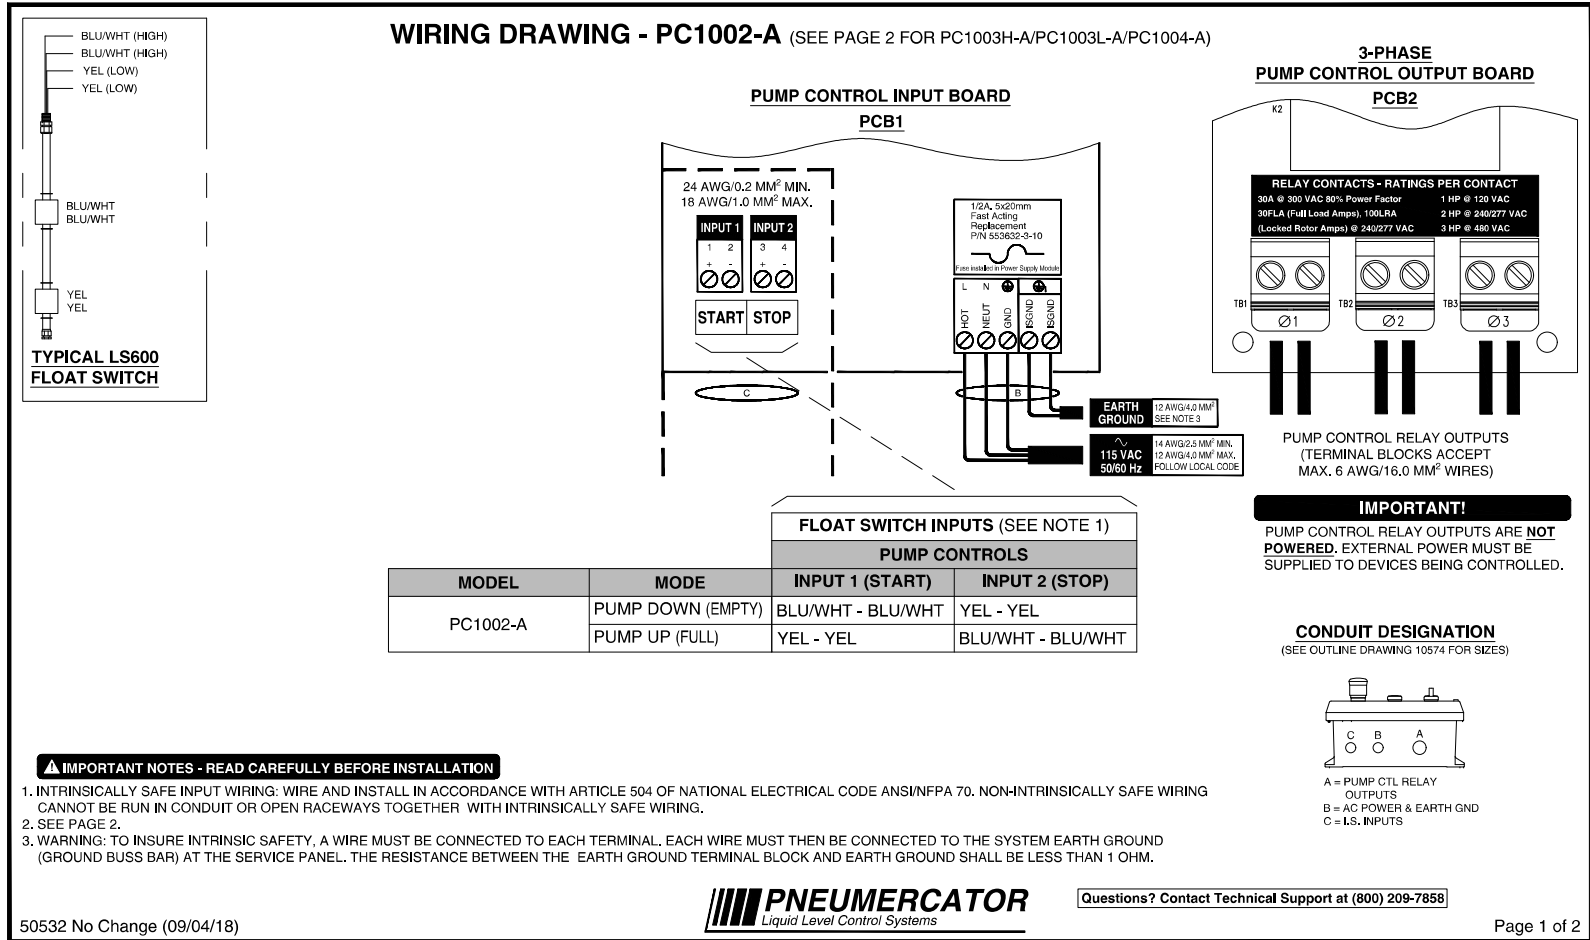 WIRING DRAWING - PC1002-A (SEE PAGE 2 FOR PC1003H-A/PC1003L-A/PC1004-A)
BLU/WHT (HIGH)
BLU/WHT (HIGH)
YEL (LOW)
YEL (LOW)
BLU/WHT
BLU/WHT
YEL
YEL
TYPICAL LS600
FLOAT SWITCH
PUMP CONTROL INPUT BOARD
PCB1
24 AWG/0.2 MM² MIN.
18 AWG/1.0 MM² MAX.
INPUT 1 INPUT 2
1 2 3 4
+ - + -
START STOP
C
1/2A, 5x20mm
Fast Acting
Replacement
P/N 553632-3-10
Fuse installed in Power Supply Module
L N
HOT NEUT GND ISGND ISGND
B
EARTH
GROUND
12 AWG/4.0 MM²
SEE NOTE 3
115 VAC
50/60 Hz
14 AWG/2.5 MM² MIN.
12 AWG/4.0 MM² MAX.
FOLLOW LOCAL CODE
3-PHASE
PUMP CONTROL OUTPUT BOARD
PCB2
K2
RELAY CONTACTS - RATINGS PER CONTACT
30A @ 300 VAC 80% Power Factor 1 HP @ 120 VAC
30FLA (Full Load Amps), 100LRA 2 HP @ 240/277 VAC
(Locked Rotor Amps) @ 240/277 VAC 3 HP @ 480 VAC
TB1 TB2 TB3
Ø1 Ø2 Ø3
PUMP CONTROL RELAY OUTPUTS
(TERMINAL BLOCKS ACCEPT
MAX. 6 AWG/16.0 MM² WIRES)
IMPORTANT!
PUMP CONTROL RELAY OUTPUTS ARE NOT
POWERED. EXTERNAL POWER MUST BE
SUPPLIED TO DEVICES BEING CONTROLLED.
FLOAT SWITCH INPUTS (SEE NOTE 1)
PUMP CONTROLS
MODEL MODE INPUT 1 (START) INPUT 2 (STOP)
PC1002-A
PUMP DOWN (EMPTY) BLU/WHT - BLU/WHT YEL - YEL
PUMP UP (FULL) YEL - YEL BLU/WHT - BLU/WHT
CONDUIT DESIGNATION
(SEE OUTLINE DRAWING 10574 FOR SIZES)
C B A
A = PUMP CTL RELAY
OUTPUTS
B = AC POWER & EARTH GND
C = I.S. INPUTS
IMPORTANT NOTES - READ CAREFULLY BEFORE INSTALLATION
1. INTRINSICALLY SAFE INPUT WIRING: WIRE AND INSTALL IN ACCORDANCE WITH ARTICLE 504 OF NATIONAL ELECTRICAL CODE ANSI/NFPA 70. NON-INTRINSICALLY SAFE WIRING
CANNOT BE RUN IN CONDUIT OR OPEN RACEWAYS TOGETHER WITH INTRINSICALLY SAFE WIRING.
2. SEE PAGE 2.
3. WARNING: TO INSURE INTRINSIC SAFETY, A WIRE MUST BE CONNECTED TO EACH TERMINAL. EACH WIRE MUST THEN BE CONNECTED TO THE SYSTEM EARTH GROUND
(GROUND BUSS BAR) AT THE SERVICE PANEL. THE RESISTANCE BETWEEN THE EARTH GROUND TERMINAL BLOCK AND EARTH GROUND SHALL BE LESS THAN 1 OHM.
PNEUMERCATOR
Liquid Level Control Systems
Questions? Contact Technical Support at (800) 209-7858
50532 No Change (09/04/18)
Page 1 of 2